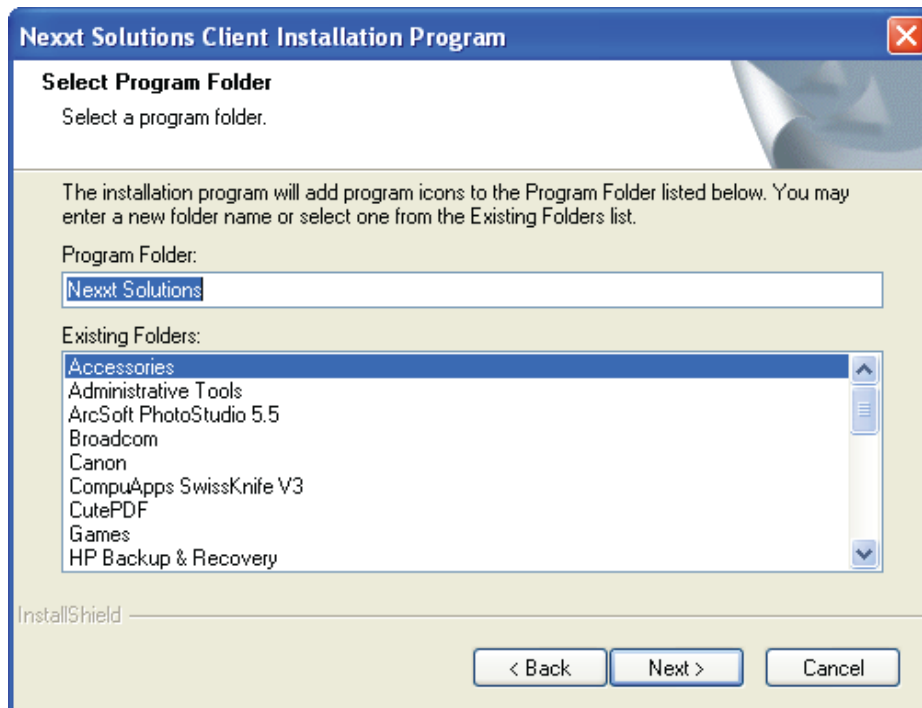 Nexxt Solutions Client Installation Program
Select Program Folder
Select a program folder.
The installation program will add program icons to the Program Folder listed below. You may
enter a new folder name or select one from the Existing Folders list.
Program Folder:
Nexxt Solutions
Existing Folders:
Accessories
Administrative Tools
ArcSoft PhotoStudio 5.5
Broadcom
Canon
CompuApps SwissKnife V3
CutePDF
Games
HP Backup & Recovery
InstallShield
< Back Next > Cancel